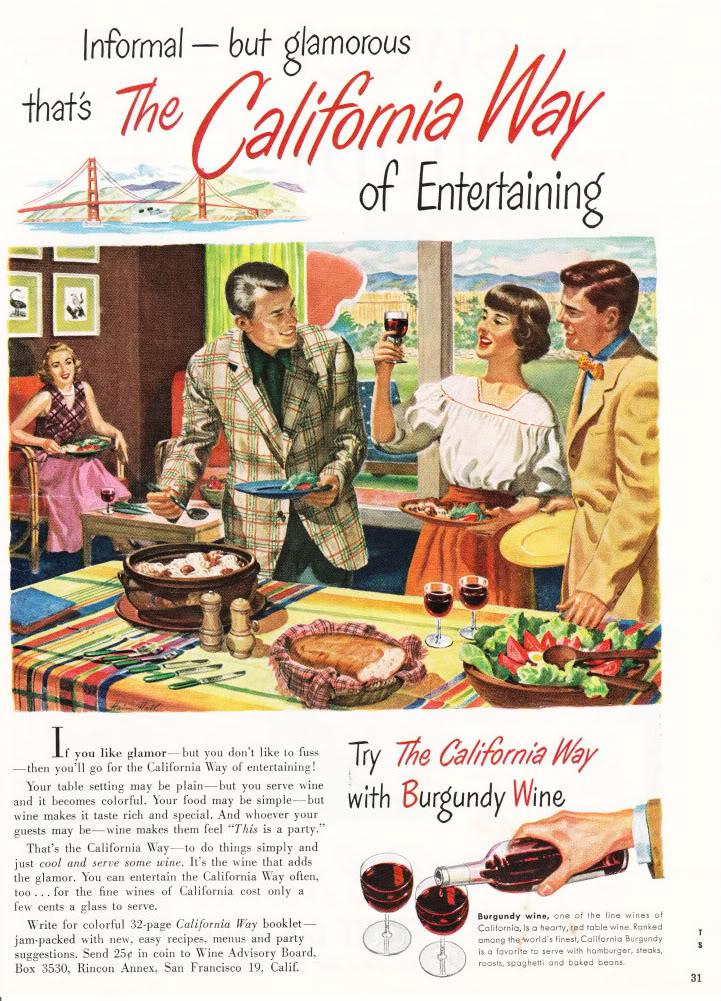 Informal — but glamorous
that's The California Way
of Entertaining
If you like glamor—but you don't like to fuss
—then you'll go for the California Way of entertaining!
Your table setting may be plain—but you serve wine
and it becomes colorful. Your food may be simple—but
wine makes it taste rich and special. And whoever your
guests may be—wine makes them feel “This is a party.”
That's the California Way—to do things simply and
just cool and serve some wine. It's the wine that adds
the glamor. You can entertain the California Way often,
too . . . for the fine wines of California cost only a
few cents a glass to serve.
Write for colorful 32-page California Way booklet—
jam-packed with new, easy recipes, menus and party
suggestions. Send 25¢ in coin to Wine Advisory Board,
Box 3530, Rincon Annex, San Francisco 19, Calif.
Try The California Way
with Burgundy Wine
Burgundy wine, one of the fine wines of
California, is a hearty, red table wine. Ranked
among the world's finest, California Burgundy
is a favorite to serve with hamburger, steaks,
roasts, spaghetti and baked beans.
T
S
31